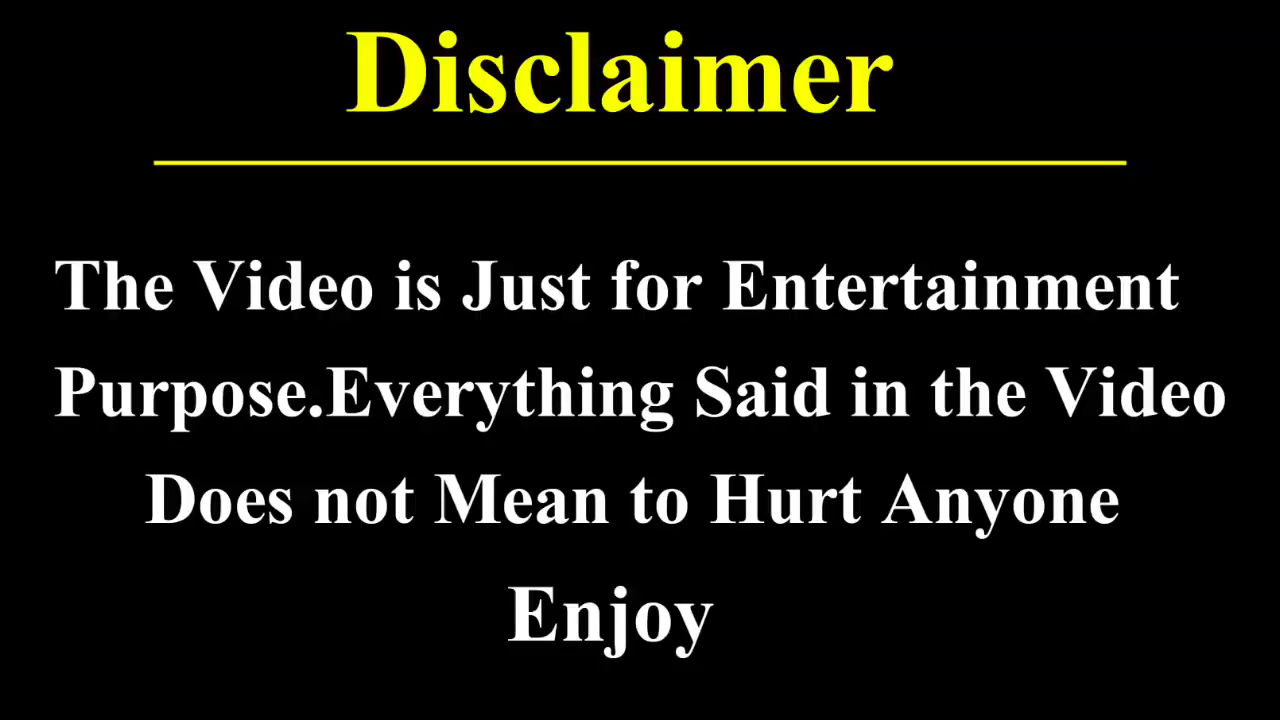 Disclaimer
The Video is Just for Entertainment
Purpose.Everything Said in the Video
Does not Mean to Hurt Anyone
Enjoy